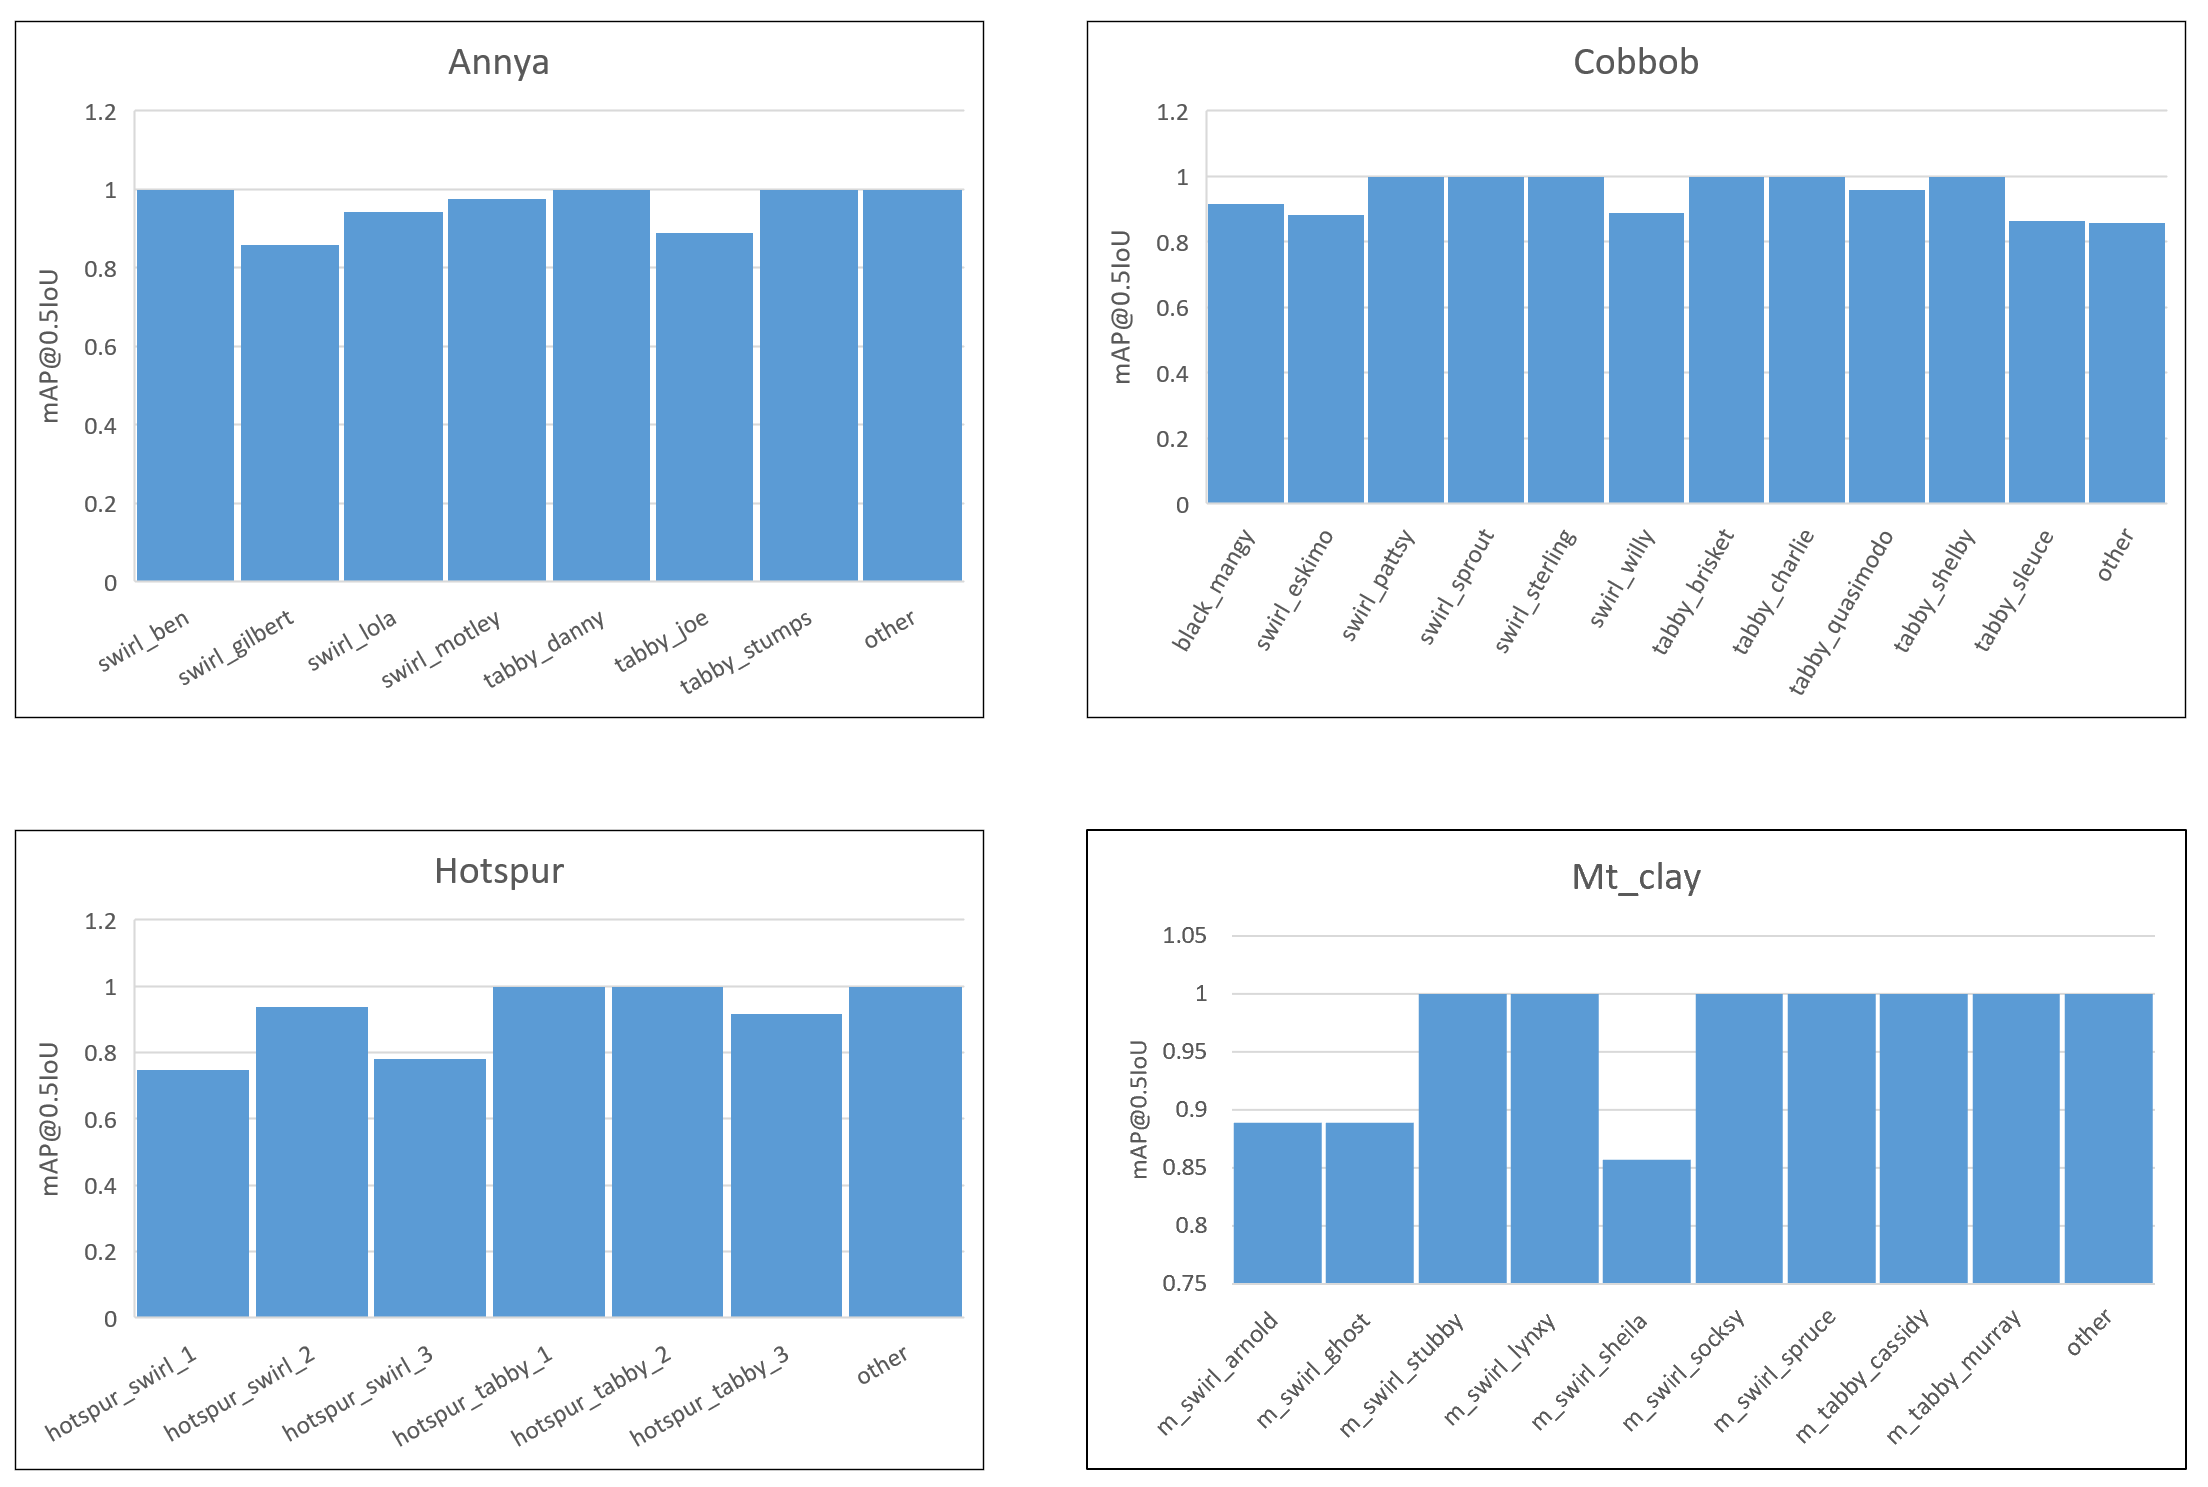 Annya
1.2
1
0.8
0.6
0.4
0.2
0
mAP@0.5IoU
swirl_ben
swirl_gilbert
swirl_lola
swirl_motley
tabby_danny
tabby_joe
tabby_stumps
other
Cobbob
1.2
1
0.8
0.6
0.4
0.2
0
mAP@0.5IoU
black_mangy
swirl_eskimo
swirl_pattsy
swirl_sprout
swirl_sterling
swirl_willy
tabby_brisket
tabby_charlie
tabby_quasimodo
tabby_shelby
tabby_sleuce
other
Hotspur
1.2
1
0.8
0.6
0.4
0.2
0
mAP@0.5IoU
hotspur_swirl_1
hotspur_swirl_2
hotspur_swirl_3
hotspur_tabby_1
hotspur_tabby_2
hotspur_tabby_3
other
Mt_clay
1.05
1
0.95
0.9
0.85
0.8
0.75
mAP@0.5IoU
m_swirl_arnold
m_swirl_ghost
m_swirl_stubby
m_swirl_lynxy
m_swirl_sheila
m_swirl_socksy
m_swirl_spruce
m_tabby_cassidy
m_tabby_murray
other